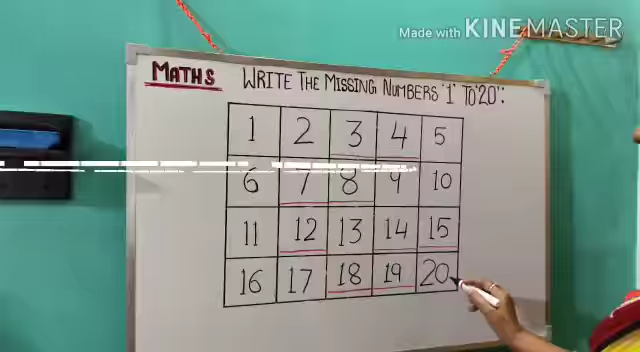 Made with KINEMASTER
MATHS WRITE THE MISSING NUMBERS '1' TO '20':
1 2 3 4 5
6 7 8 9 10
11 12 13 14 15
16 17 18 19 20